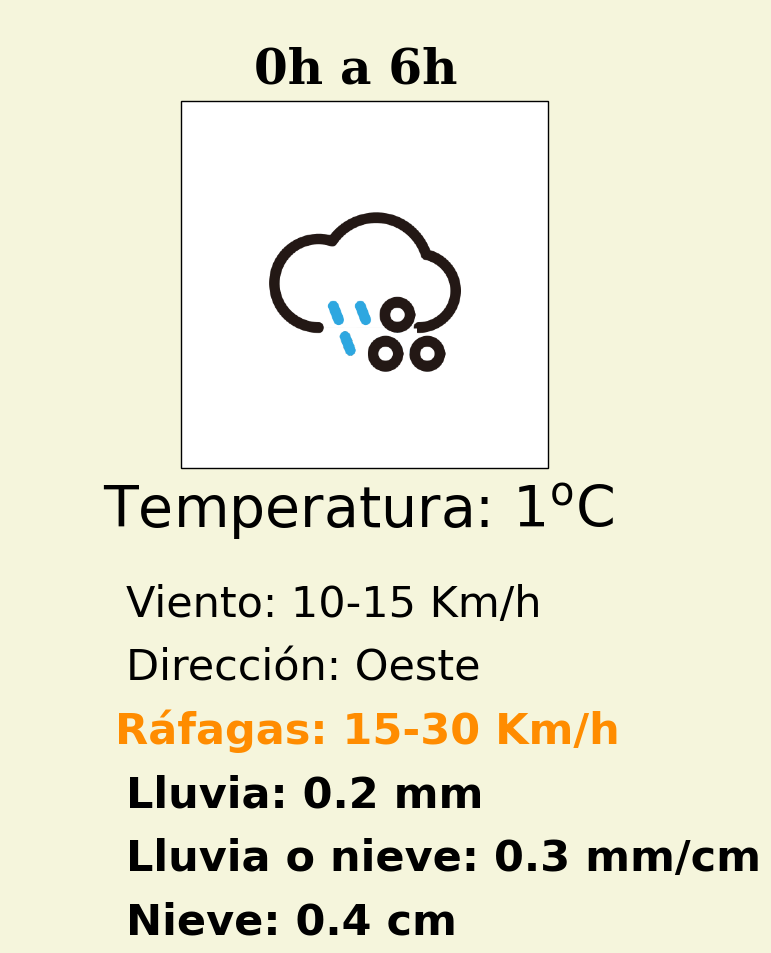 0h a 6h
Temperatura: 1ºC
Viento: 10-15 Km/h
Dirección: Oeste
Ráfagas: 15-30 Km/h
Lluvia: 0.2 mm
Lluvia o nieve: 0.3 mm/cm
Nieve: 0.4 cm